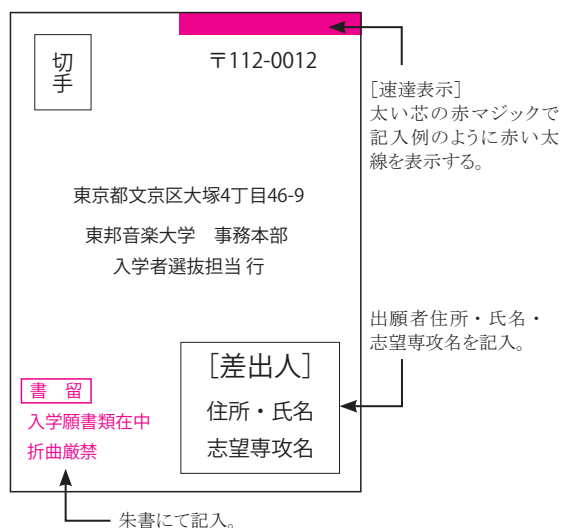 切手
〒112-0012
[速達表示]
太い芯の赤マジックで
記入例のように赤い太
線を表示する。
東京都文京区大塚4丁目46-9
東邦音楽大学　事務本部
入学者選抜担当 行
出願者住所・氏名・
志望専攻名を記入。
[差出人]
住所・氏名
志望専攻名
書　留
入学願書類在中
折曲厳禁
朱書にて記入。